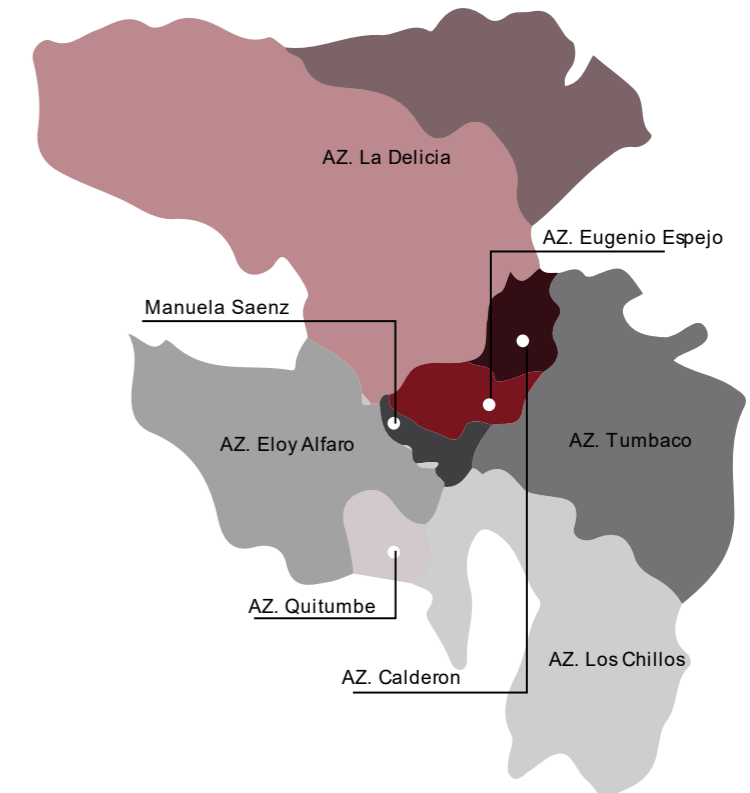 AZ. La Delicia
AZ. Eugenio Espejo
Manuela Saenz
AZ. Eloy Alfaro
AZ. Tumbaco
AZ. Quitumbe
AZ. Los Chillos
AZ. Calderon